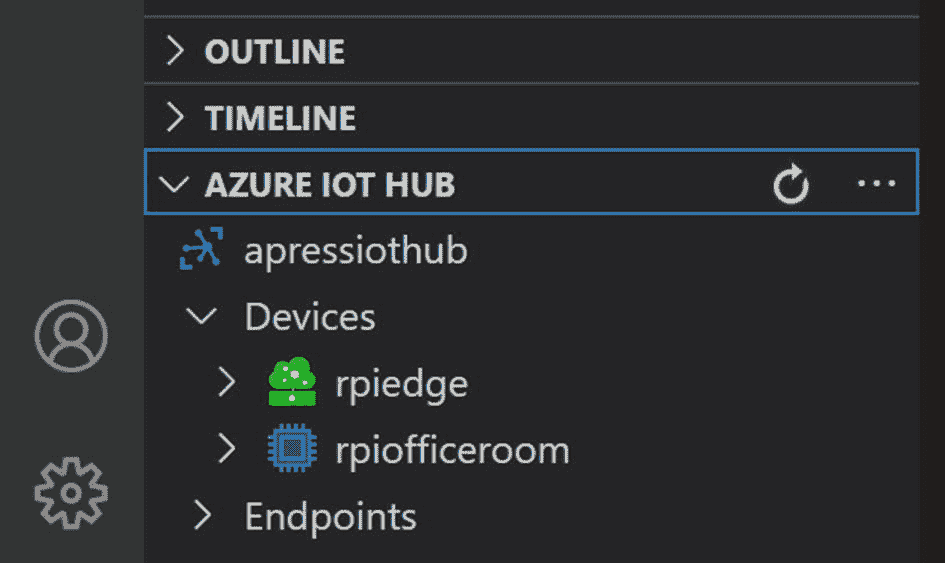 OUTLINE
TIMELINE
AZURE IOT HUB
apressiothub
Devices
rpiedge
rpiofficeroom
Endpoints